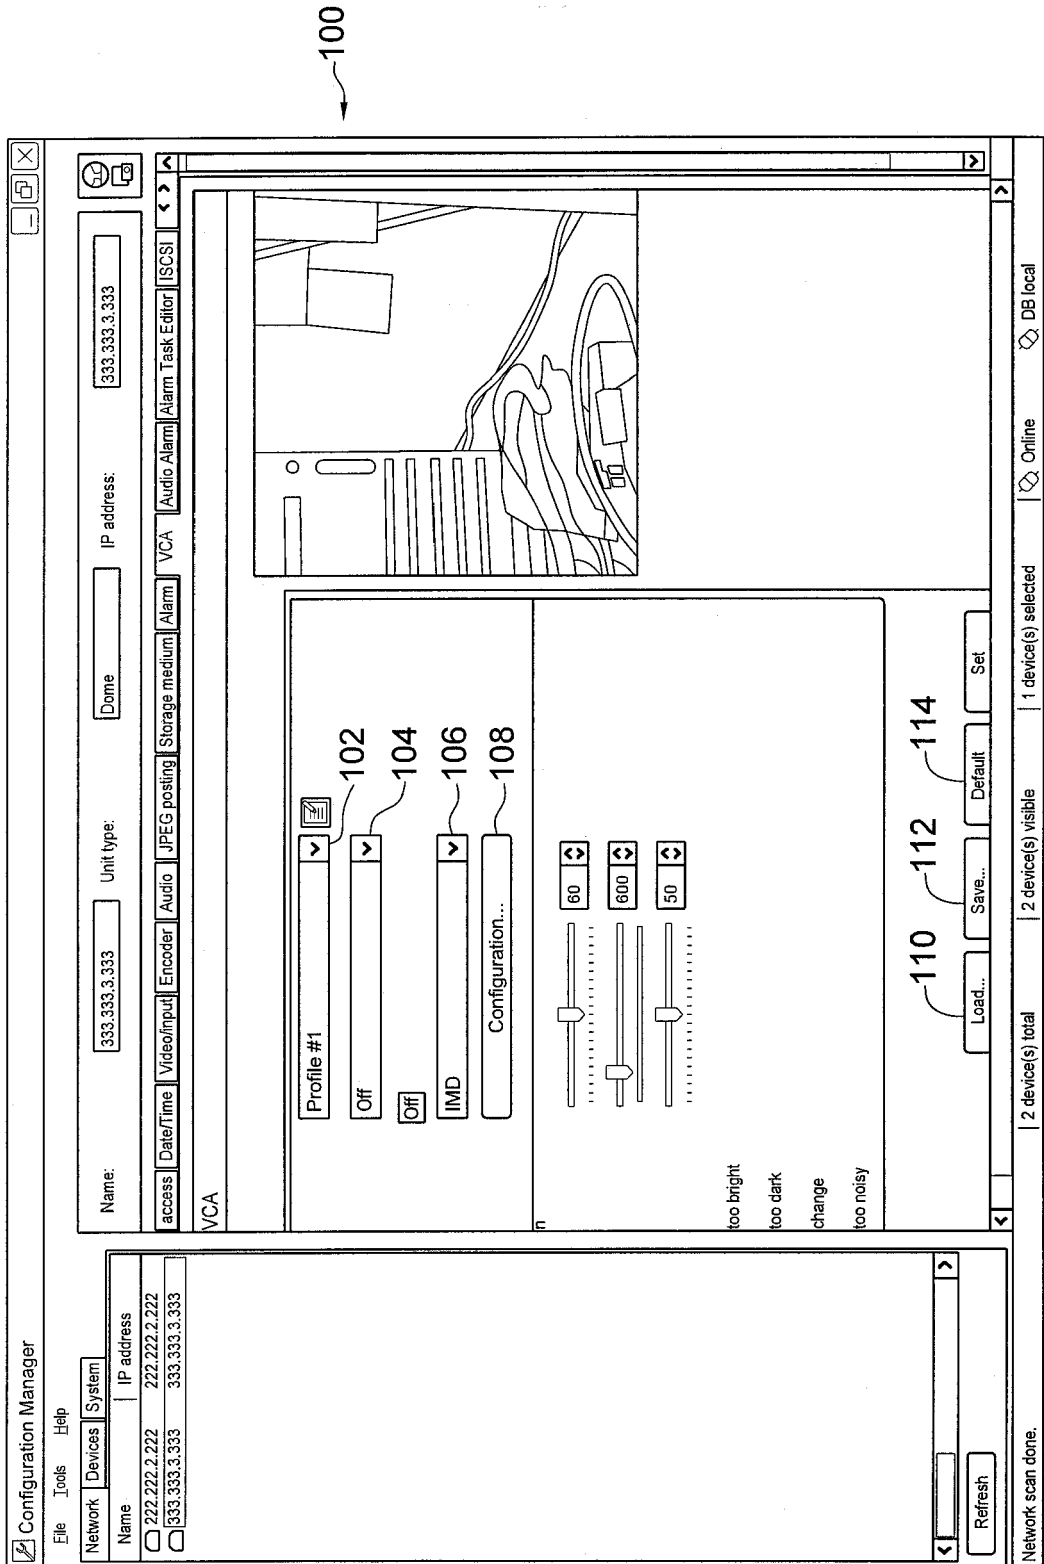 Configuration Manager
File Tools Help
Network Devices System
Name IP address
222.222.2.222 222.222.2.222
333.333.3.333 333.333.3.333
Refresh
Name: 333.333.3.333 Unit type: Dome IP address: 333.333.3.333
access Date/Time Video/input Encoder Audio JPEG posting Storage medium Alarm VCA Audio Alarm Alarm Task Editor ISCSI
VCA
Profile #1
102
Off
104
Off
IMD
106
Configuration...
108
n
60
600
50
too bright
too dark
change
too noisy
110
112
114
Load... Save... Default Set
Network scan done. 2 device(s) total 2 device(s) visible 1 device(s) selected Online DB local
100